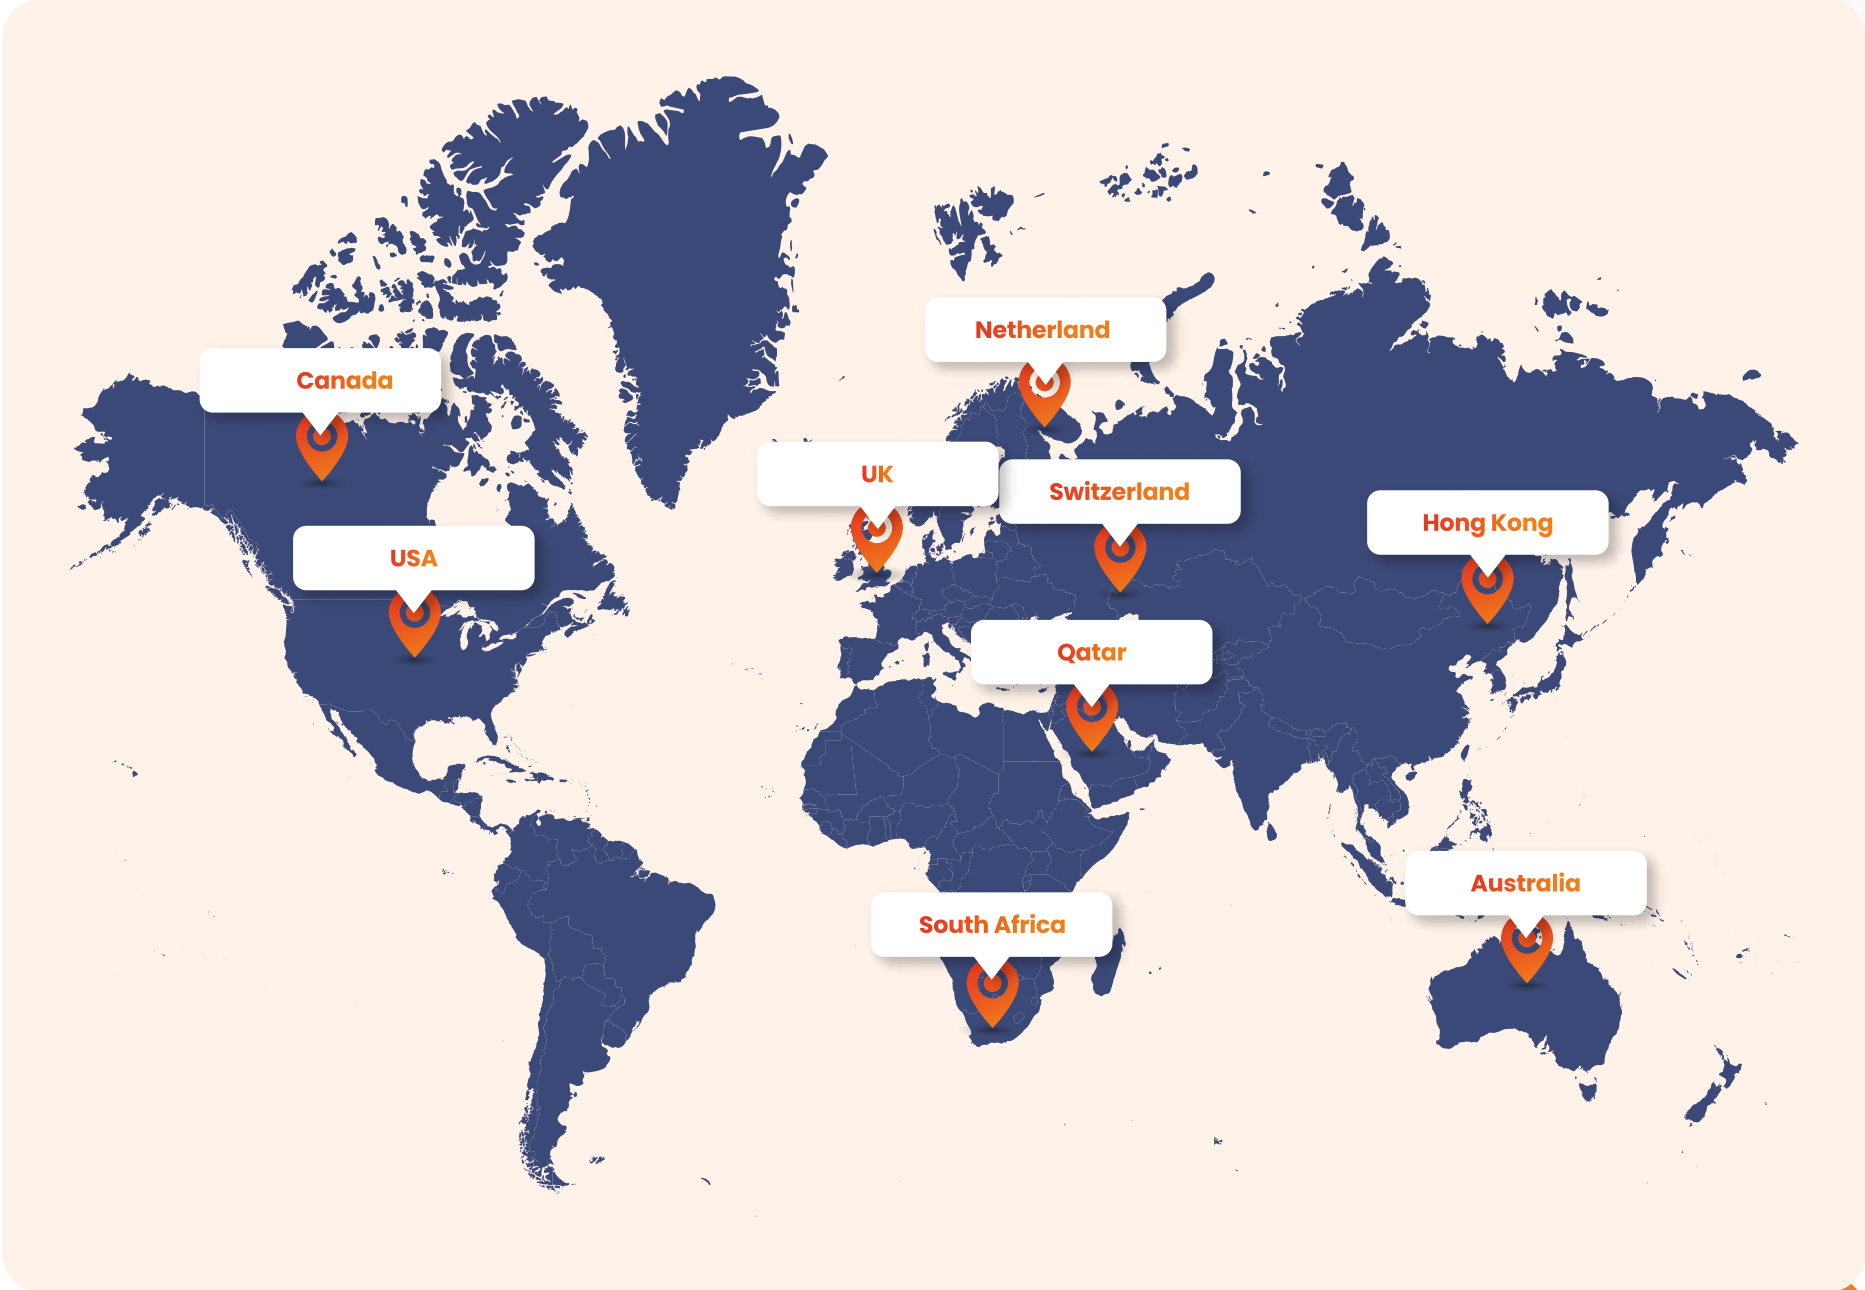 Netherland
Canada
UK
Switzerland
Hong Kong
USA
Qatar
Australia
South Africa